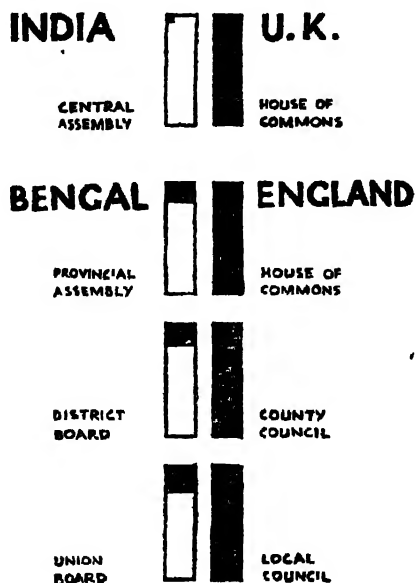 INDIA U.K.
CENTRAL ASSEMBLY
HOUSE OF COMMONS
BENGAL ENGLAND
PROVINCIAL ASSEMBLY
HOUSE OF COMMONS
DISTRICT BOARD
COUNTY COUNCIL
UNION BOARD
LOCAL COUNCIL